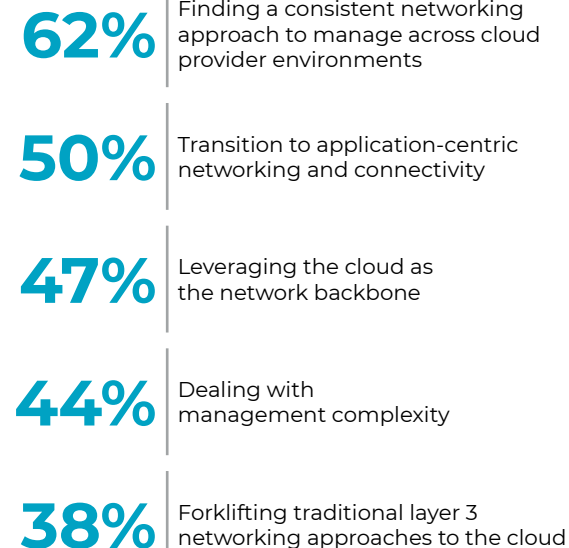 62%
Finding a consistent networking
approach to manage across cloud
provider environments
50%
Transition to application-centric
networking and connectivity
47%
Leveraging the cloud as
the network backbone
44%
Dealing with
management complexity
38%
Forklifting traditional layer 3
networking approaches to the cloud